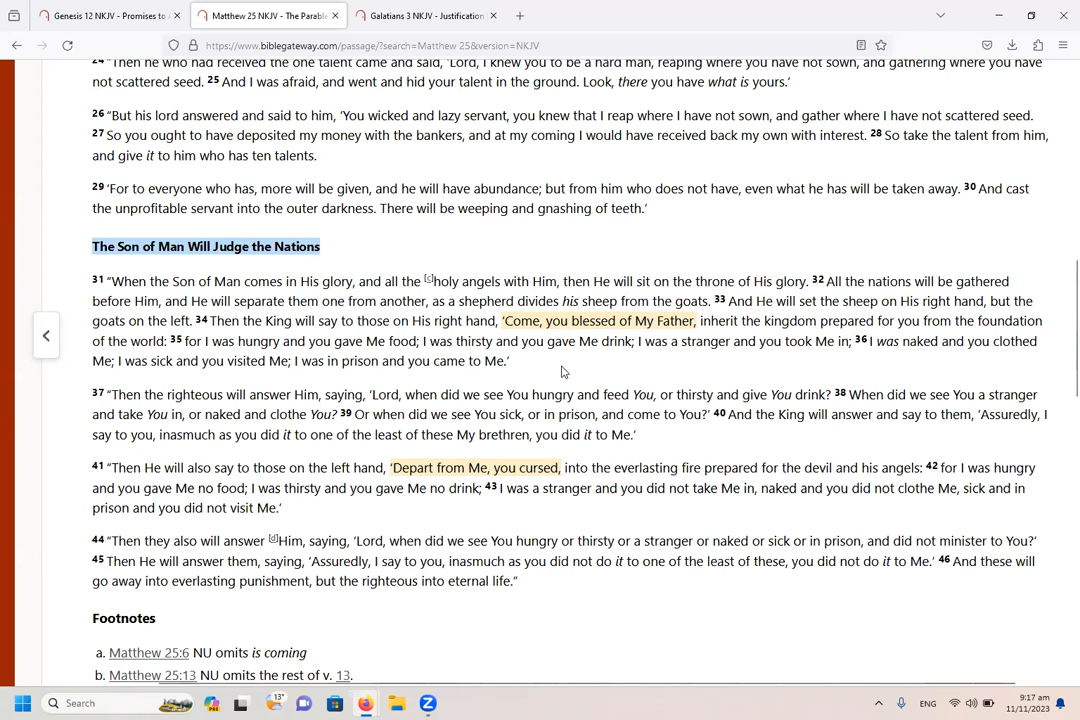 Genesis 12 NKJV - Promises to A
Matthew 25 NKJV - The Parable
Galatians 3 NKJV - Justification
https://www.biblegateway.com/passage/?search=Matthew 25&version=NKJV
24 “Then he who had received the one talent came and said, ‘Lord, I knew you to be a hard man, reaping where you have not sown, and gathering where you have
not scattered seed. 25 And I was afraid, and went and hid your talent in the ground. Look, there you have what is yours.’
26 “But his lord answered and said to him, ‘You wicked and lazy servant, you knew that I reap where I have not sown, and gather where I have not scattered seed.
27 So you ought to have deposited my money with the bankers, and at my coming I would have received back my own with interest. 28 So take the talent from him,
and give it to him who has ten talents.
29 ‘For to everyone who has, more will be given, and he will have abundance; but from him who does not have, even what he has will be taken away. 30 And cast
the unprofitable servant into the outer darkness. There will be weeping and gnashing of teeth.’
The Son of Man Will Judge the Nations
31 “When the Son of Man comes in His glory, and all the [c]holy angels with Him, then He will sit on the throne of His glory. 32 All the nations will be gathered
before Him, and He will separate them one from another, as a shepherd divides his sheep from the goats. 33 And He will set the sheep on His right hand, but the
goats on the left. 34 Then the King will say to those on His right hand, ‘Come, you blessed of My Father, inherit the kingdom prepared for you from the foundation
of the world: 35 for I was hungry and you gave Me food; I was thirsty and you gave Me drink; I was a stranger and you took Me in; 36 I was naked and you clothed
Me; I was sick and you visited Me; I was in prison and you came to Me.’
37 “Then the righteous will answer Him, saying, ‘Lord, when did we see You hungry and feed You, or thirsty and give You drink? 38 When did we see You a stranger
and take You in, or naked and clothe You? 39 Or when did we see You sick, or in prison, and come to You?’ 40 And the King will answer and say to them, ‘Assuredly, I
say to you, inasmuch as you did it to one of the least of these My brethren, you did it to Me.’
41 “Then He will also say to those on the left hand, ‘Depart from Me, you cursed, into the everlasting fire prepared for the devil and his angels: 42 for I was hungry
and you gave Me no food; I was thirsty and you gave Me no drink; 43 I was a stranger and you did not take Me in, naked and you did not clothe Me, sick and in
prison and you did not visit Me.’
44 “Then they also will answer [d]Him, saying, ‘Lord, when did we see You hungry or thirsty or a stranger or naked or sick or in prison, and did not minister to You?’
45 Then He will answer them, saying, ‘Assuredly, I say to you, inasmuch as you did not do it to one of the least of these, you did not do it to Me.’ 46 And these will
go away into everlasting punishment, but the righteous into eternal life.”
Footnotes
a. Matthew 25:6 NU omits is coming
b. Matthew 25:13 NU omits the rest of v. 13.
Search
13°
PRE
ENG
9:17 am
11/11/2023